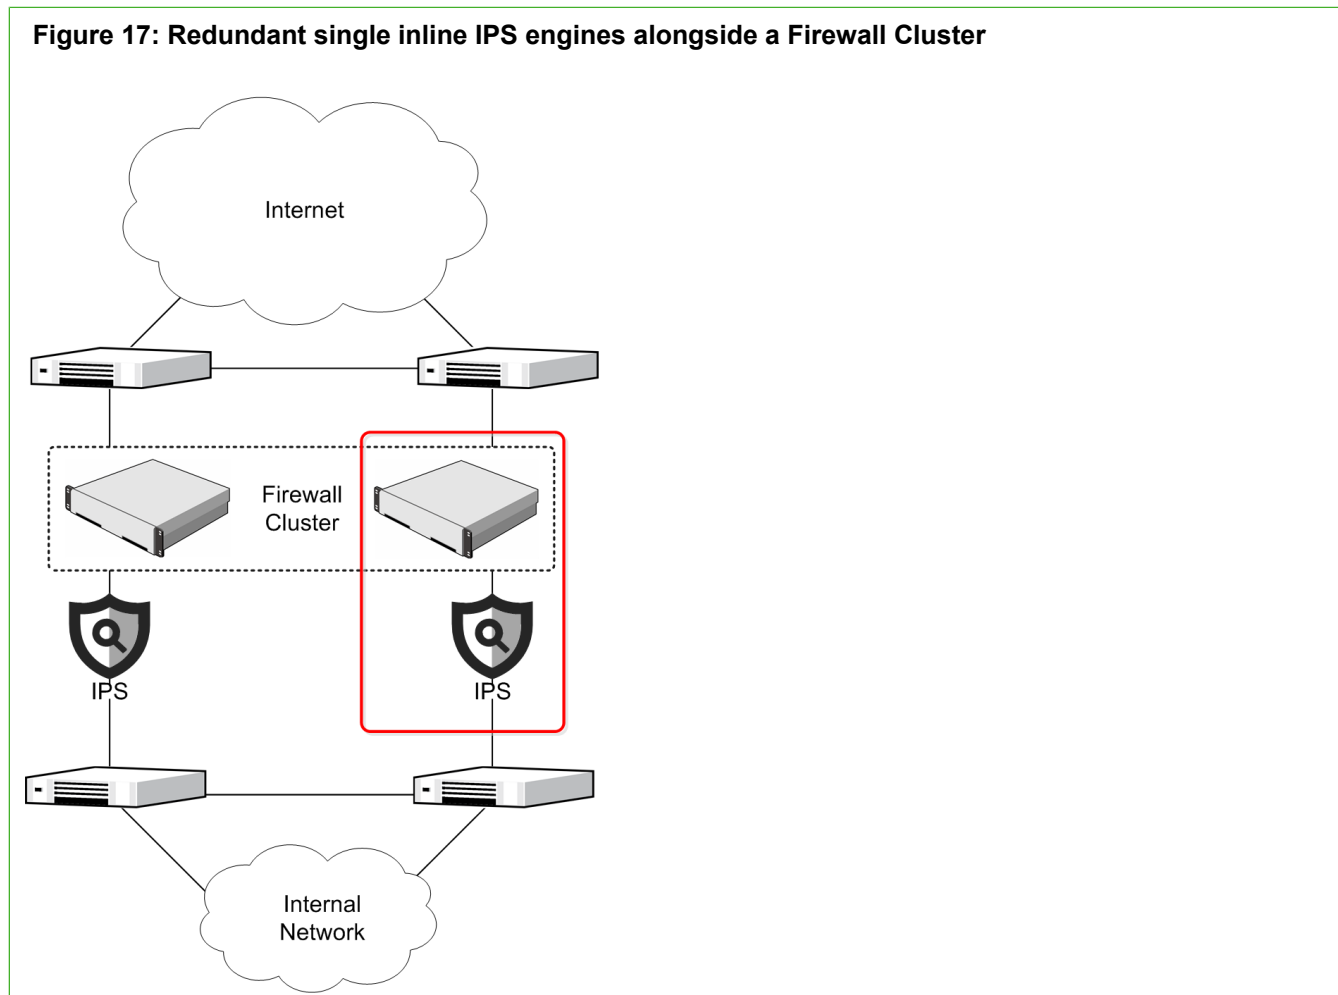 Figure 17: Redundant single inline IPS engines alongside a Firewall Cluster
Internet
Firewall
Cluster
IPS
IPS
Internal
Network